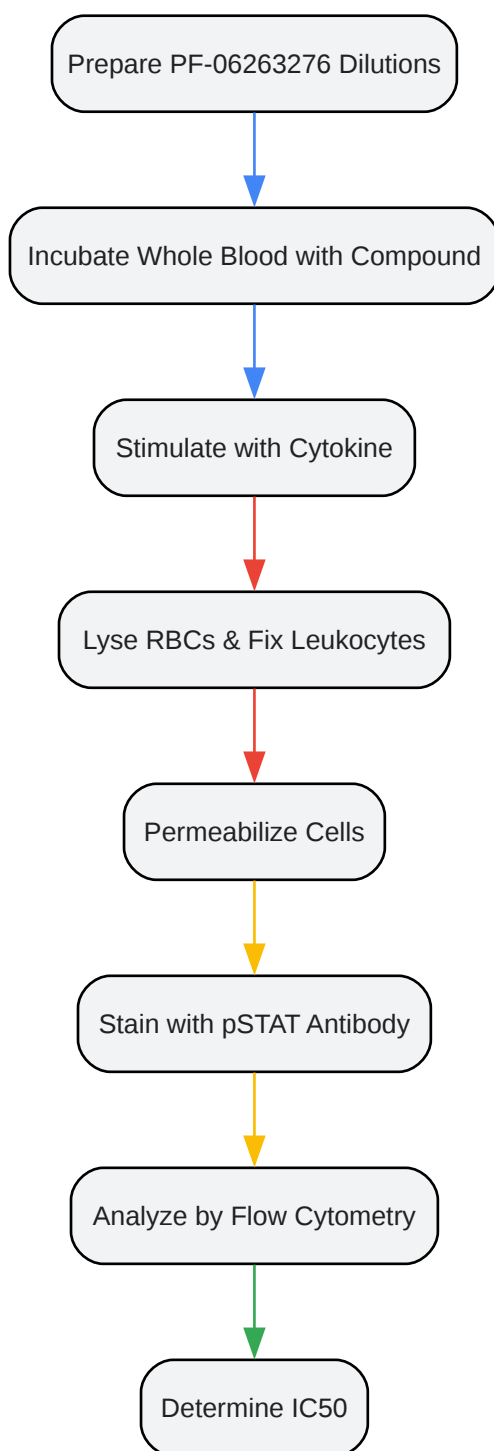 Prepare PF-06263276 Dilutions
Incubate Whole Blood with Compound
Stimulate with Cytokine
Lyse RBCs & Fix Leukocytes
Permeabilize Cells
Stain with pSTAT Antibody
Analyze by Flow Cytometry
Determine IC50